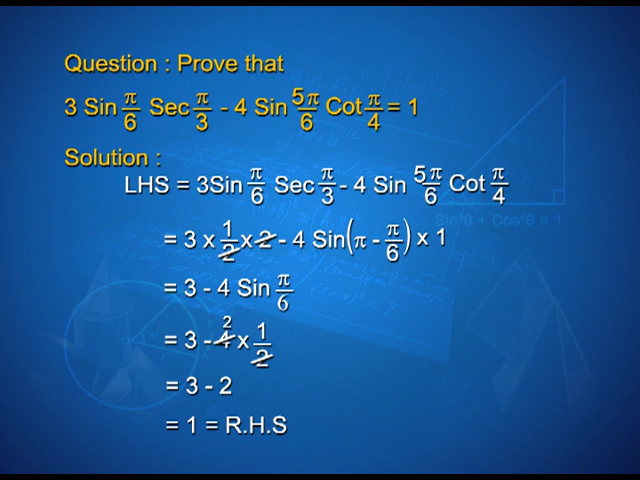 Question : Prove that
3 Sin π/6 Sec π/3 - 4 Sin 5π/6 Cot π/4 = 1
Solution :
LHS = 3Sin π/6 Sec π/3 - 4 Sin 5π/6 Cot π/4
= 3 x 1/2 x 2 - 4 Sin(π - π/6) x 1
= 3 - 4 Sin π/6
= 3 - 4 2 x 1/2
= 3 - 2
= 1 = R.H.S
Sin²θ + Cos²θ = 1